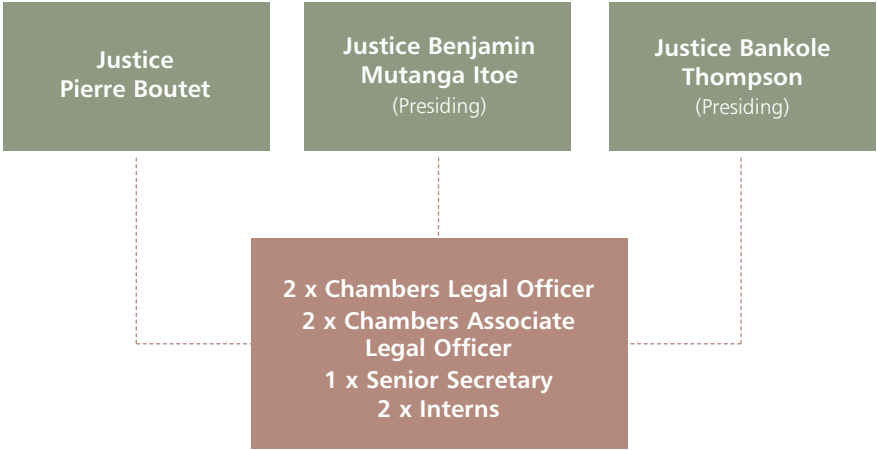 Justice
Pierre Boutet
Justice Benjamin
Mutanga Itoe
(Presiding)
Justice Bankole
Thompson
(Presiding)
2 x Chambers Legal Officer
2 x Chambers Associate
Legal Officer
1 x Senior Secretary
2 x Interns